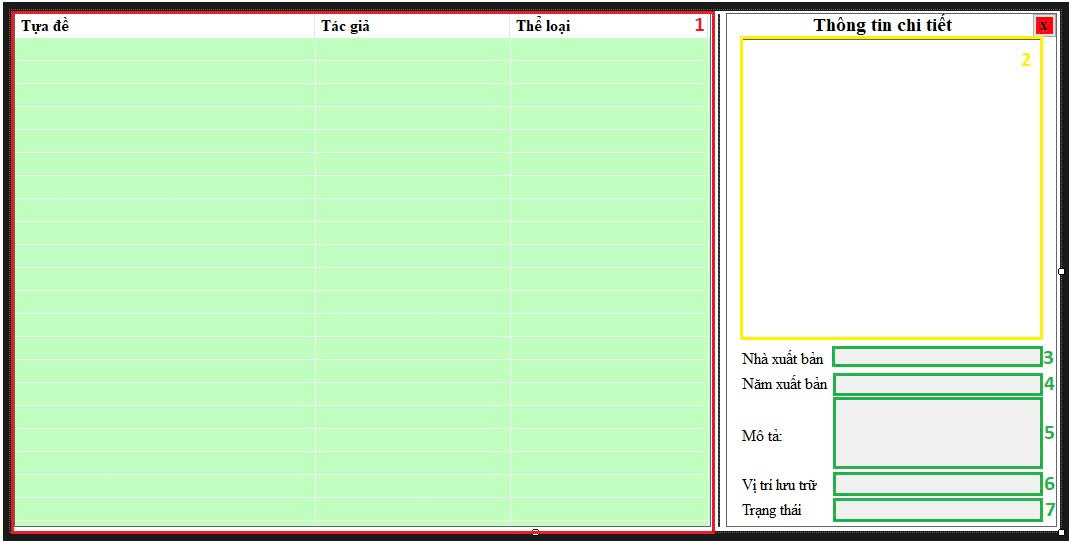 Tựa đề Tác giả Thể loại 1
Thông tin chi tiết x
2
Nhà xuất bản 3
Năm xuất bản 4
Mô tả: 5
Vị trí lưu trữ 6
Trạng thái 7